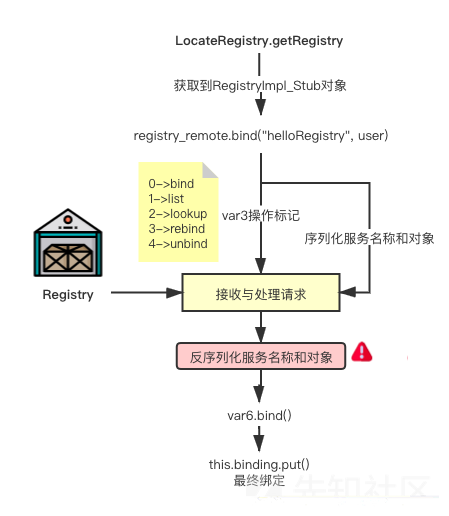 LocateRegistry.getRegistry
获取到RegistryImpl_Stub对象
registry_remote.bind("helloRegistry", user)
0->bind
1->list
2->lookup
3->rebind
4->unbind
var3操作标记
序列化服务名称和对象
Registry
接收与处理请求
反序列化服务名称和对象
var6.bind()
this.binding.put()
最终绑定
先知社区